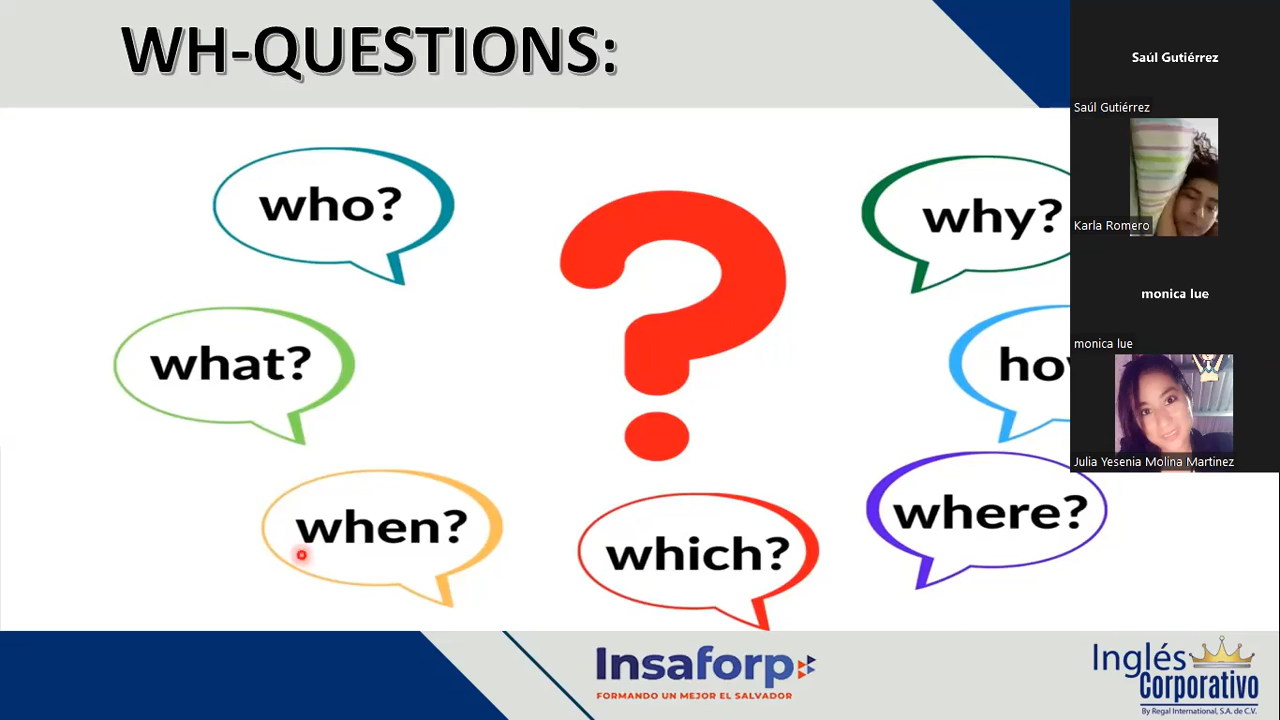 WH-QUESTIONS:
who?
why?
what?
ho
when?
which?
where?
Insaforp
FORMANDO UN MEJOR EL SALVADOR
Inglés
Corporativo
By Regal International, S.A. de C.V.
Saúl Gutiérrez
Saúl Gutiérrez
Karla Romero
monica lue
monica lue
Julia Yesenia Molina Martinez